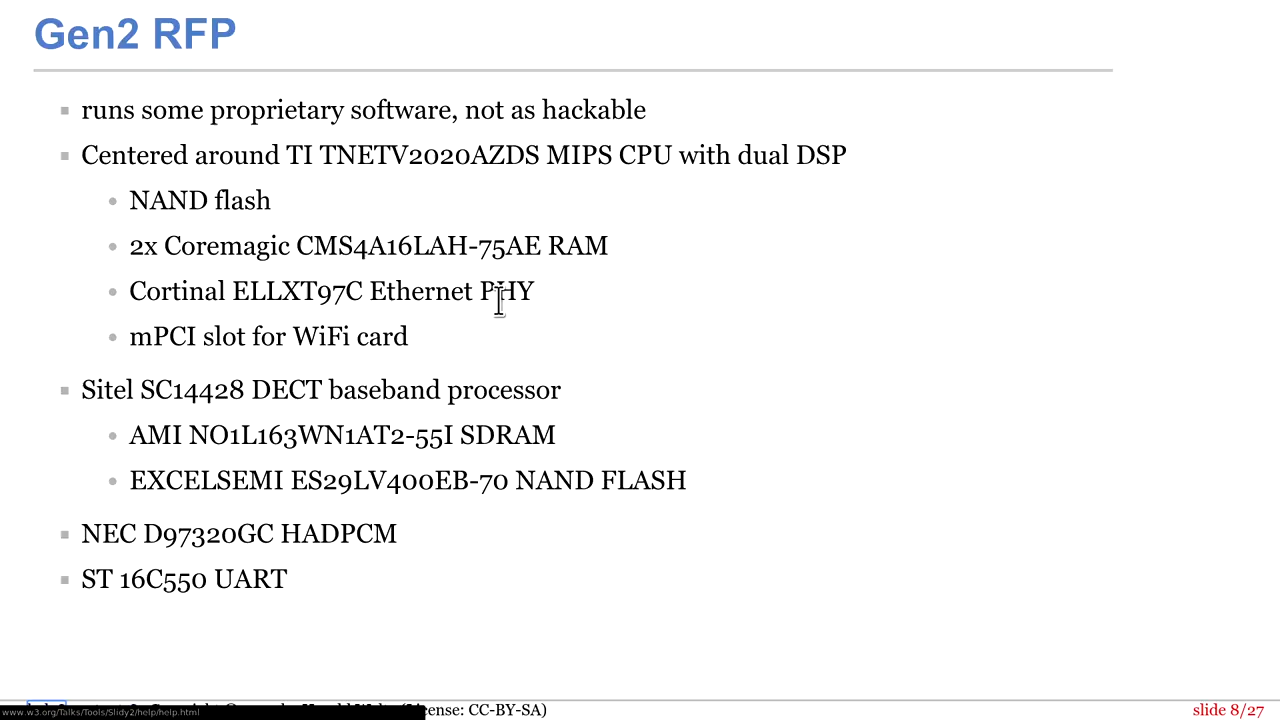 Gen2 RFP
runs some proprietary software, not as hackable
Centered around TI TNETV2020AZDS MIPS CPU with dual DSP
NAND flash
2x Coremagic CMS4A16LAH-75AE RAM
Cortinal ELLXT97C Ethernet PHY
mPCI slot for WiFi card
Sitel SC14428 DECT baseband processor
AMI NO1L163WN1AT2-55I SDRAM
EXCELSEMI ES29LV400EB-70 NAND FLASH
NEC D97320GC HADPCM
ST 16C550 UART
(License: CC-BY-SA)
slide 8/27
www.w3.org/Talks/Tools/Slidy2/help/help.html